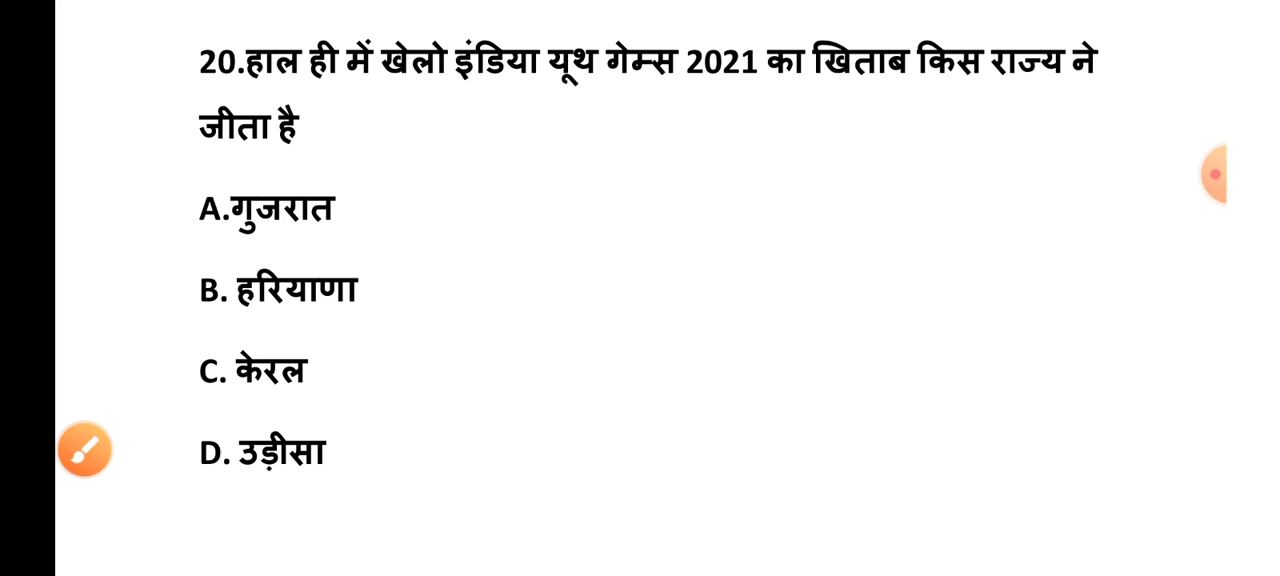 20.हाल ही में खेलो इंडिया यूथ गेम्स 2021 का खिताब किस राज्य ने
जीता है
A.गुजरात
B. हरियाणा
C. केरल
D. उड़ीसा